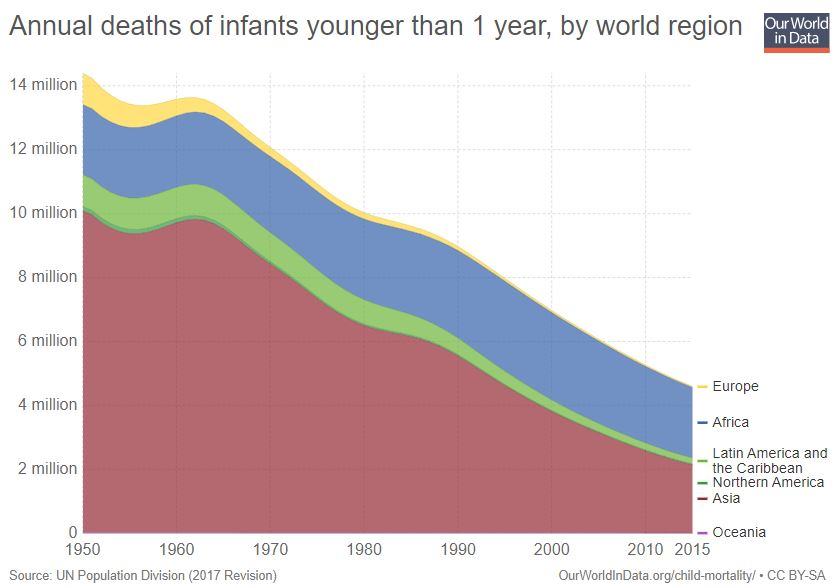 Annual deaths of infants younger than 1 year, by world region
Our World
in Data
14 million
12 million
10 million
8 million
6 million
4 million
2 million
0
1950 1960 1970 1980 1990 2000 2010 2015
Europe
Africa
Latin America and
the Caribbean
Northern America
Asia
Oceania
Source: UN Population Division (2017 Revision)
OurWorldInData.org/child-mortality/ • CC BY-SA